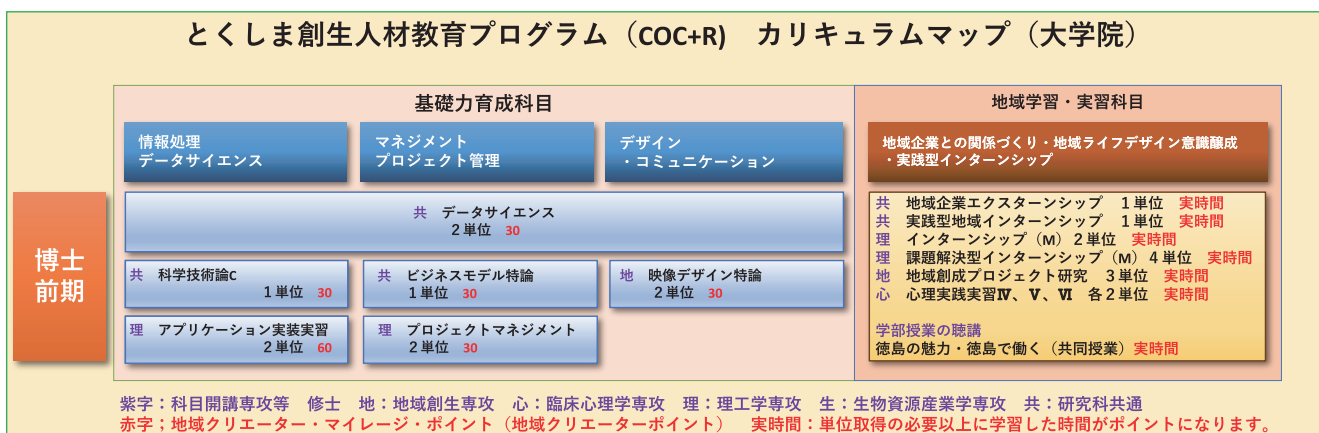 とくしま創生人材教育プログラム（COC+R） カリキュラムマップ（大学院）
基礎力育成科目
情報処理
データサイエンス
マネジメント
プロジェクト管理
デザイン
・コミュニケーション
博士
前期
共 データサイエンス
２単位 30
共 科学技術論C
１単位 30
共 ビジネスモデル特論
１単位 30
地 映像デザイン特論
２単位 30
理 アプリケーション実装実習
２単位 60
理 プロジェクトマネジメント
２単位 30
地域学習・実習科目
地域企業との関係づくり・地域ライフデザイン意識醸成
・実践型インターンシップ
共 地域企業エクスターンシップ １単位 実時間
共 実践型地域インターンシップ １単位 実時間
理 インターンシップ（M）２単位 実時間
理 課題解決型インターンシップ（M）４単位 実時間
地 地域創成プロジェクト研究 ３単位 実時間
心 心理実践実習Ⅳ、Ⅴ、Ⅵ 各２単位 実時間
学部授業の聴講
徳島の魅力・徳島で働く（共同授業）実時間
紫字：科目開講専攻等 修士 地：地域創生専攻 心：臨床心理学専攻 理：理工学専攻 生：生物資源産業学専攻 共：研究科共通
赤字；地域クリエーター・マイレージ・ポイント（地域クリエーターポイント） 実時間：単位取得の必要以上に学習した時間がポイントになります。